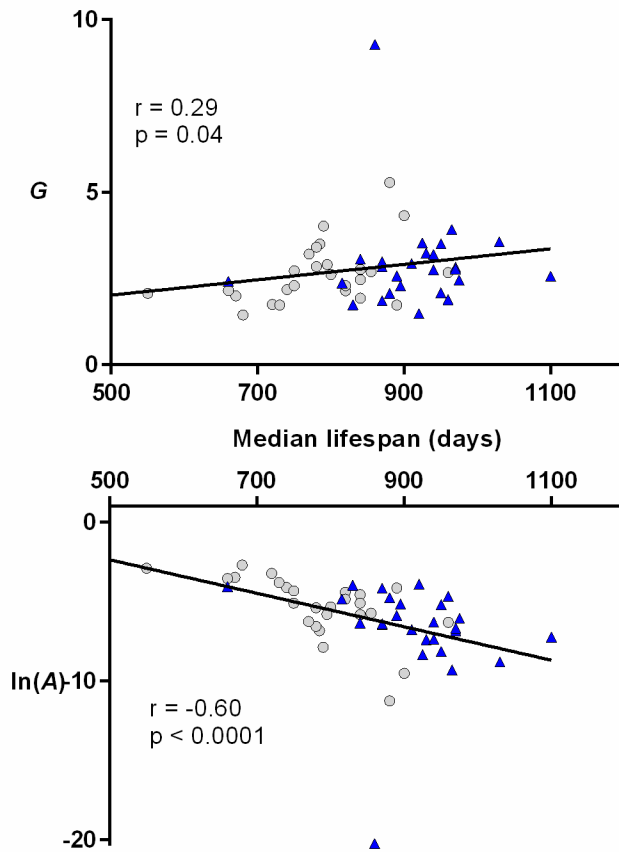 10
r = 0.29
p = 0.04
G
5
0
500 700 900 1100
Median lifespan (days)
500 700 900 1100
0
ln(A)-10
r = -0.60
p < 0.0001
-20